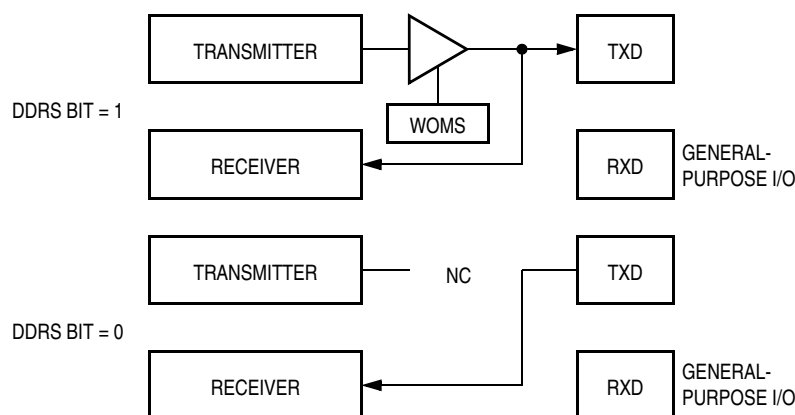 TRANSMITTER
TXD
DDRS BIT = 1
WOMS
RECEIVER
RXD
GENERAL-
PURPOSE I/O
TRANSMITTER
NC
TXD
DDRS BIT = 0
RECEIVER
RXD
GENERAL-
PURPOSE I/O